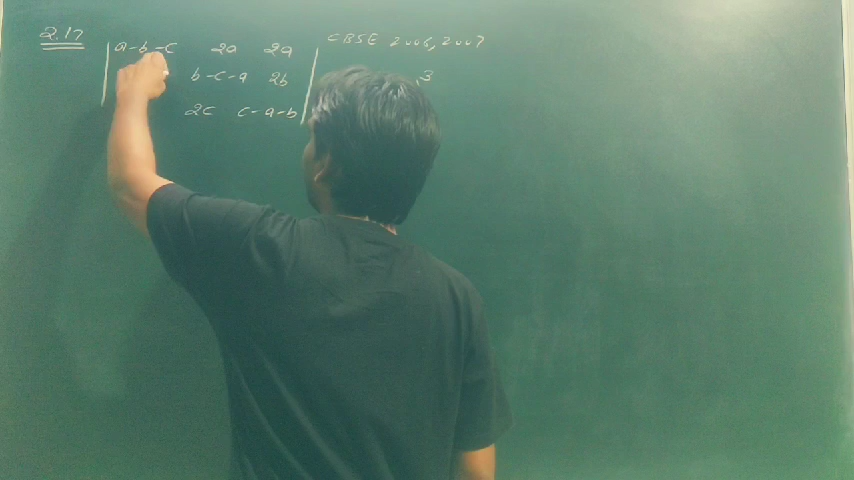 2.17
a-b-c 2a 2a CBSE 2006, 2007
b-c-a 2b 3
2c c-a-b